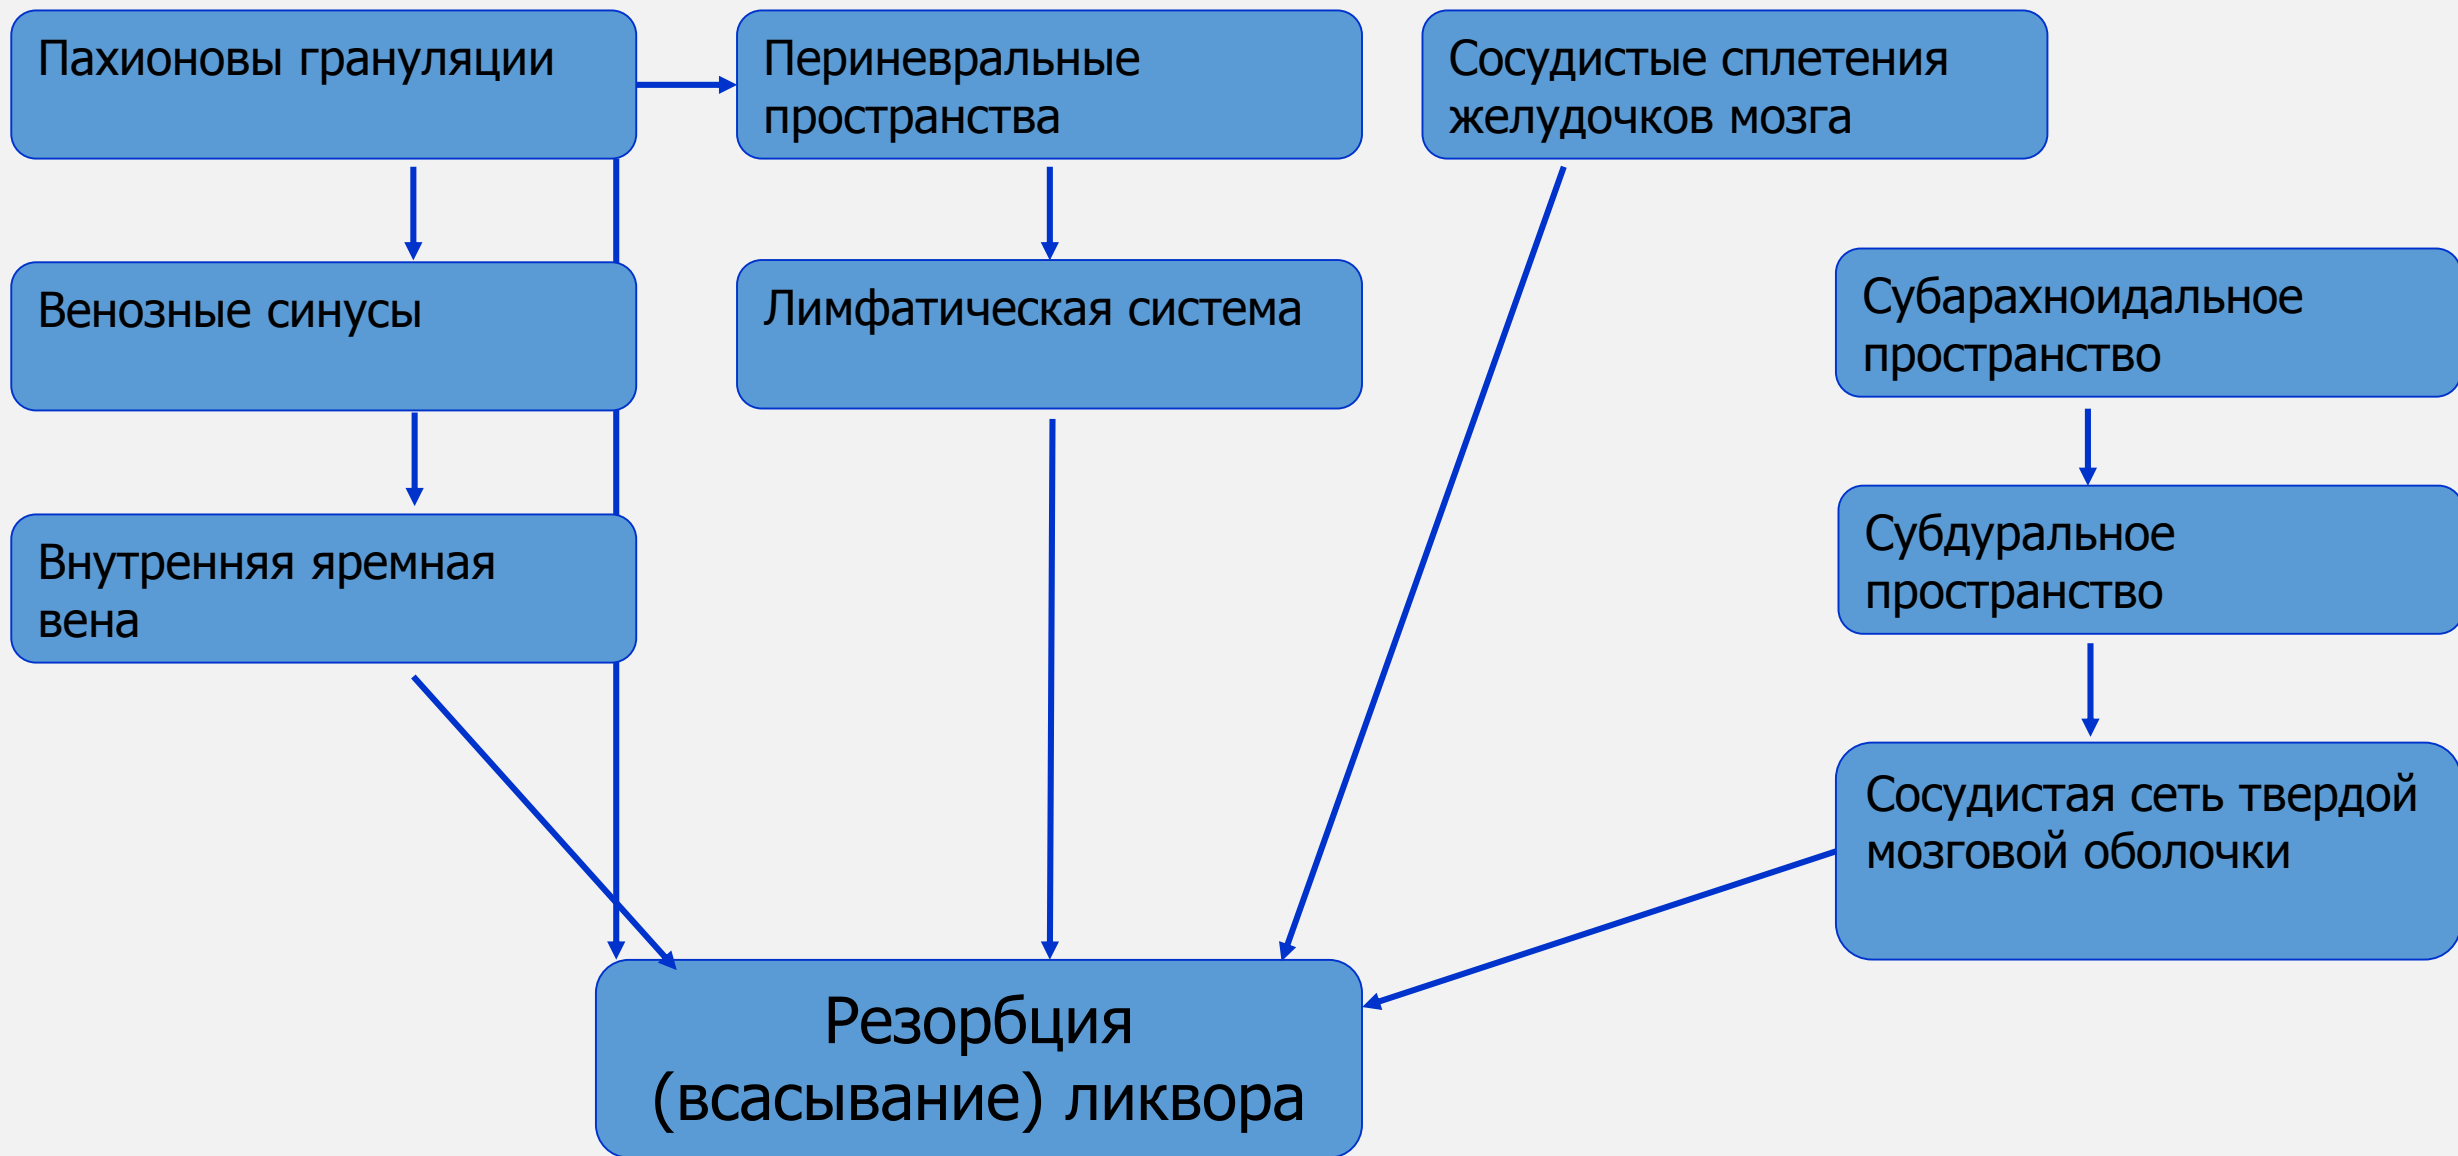 Пахионовы грануляции
Периневральные
пространства
Сосудистые сплетения
желудочков мозга
Венозные синусы
Лимфатическая система
Субарахноидальное
пространство
Внутренняя яремная
вена
Субдуральное
пространство
Сосудистая сеть твердой
мозговой оболочки
Резорбция
(всасывание) ликвора